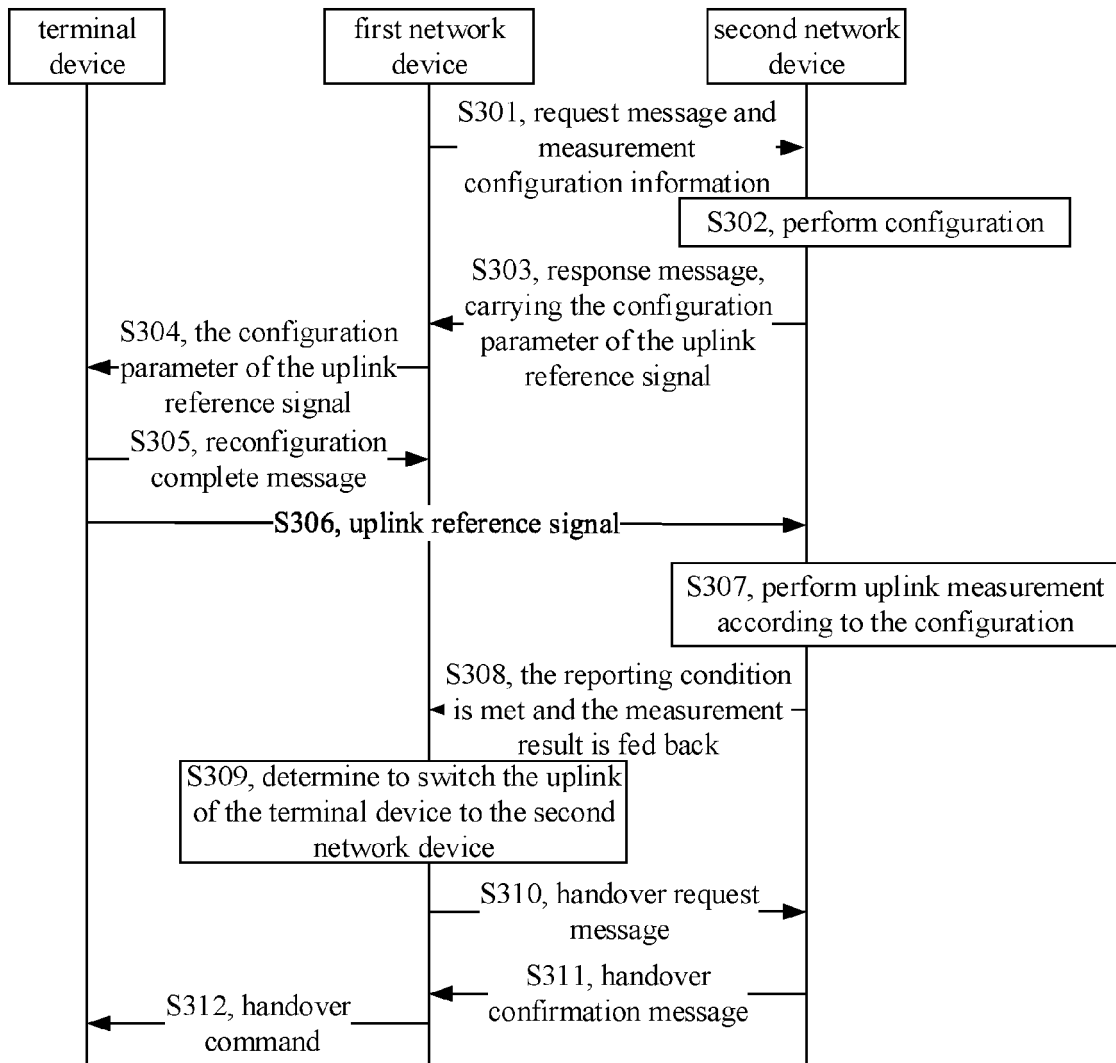 terminal
device
first network
device
second network
device
S301, request message and
measurement
configuration information
S302, perform configuration
S303, response message,
carrying the configuration
parameter of the uplink
reference signal
S304, the configuration
parameter of the uplink
reference signal
S305, reconfiguration
complete message
S306, uplink reference signal
S307, perform uplink measurement
according to the configuration
S308, the reporting condition
is met and the measurement
result is fed back
S309, determine to switch the uplink
of the terminal device to the second
network device
S310, handover request
message
S311, handover
confirmation message
S312, handover
command